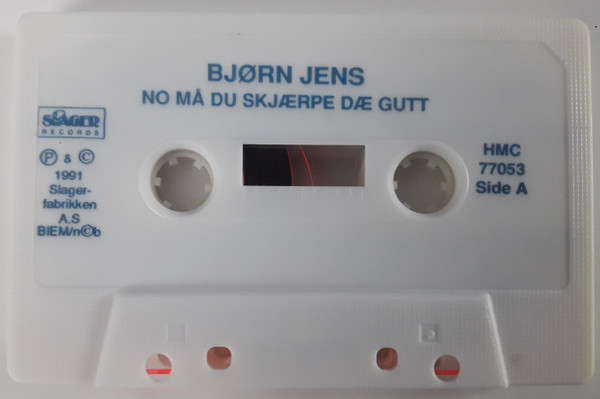 BJØRN JENS
NO MÅ DU SKJÆRPE DÆ GUTT
SLAGER
RECORDS
Ⓟ & ©
1991
Slager-
fabrikken
A.S
BIEM/n©b
HMC
77053
Side A